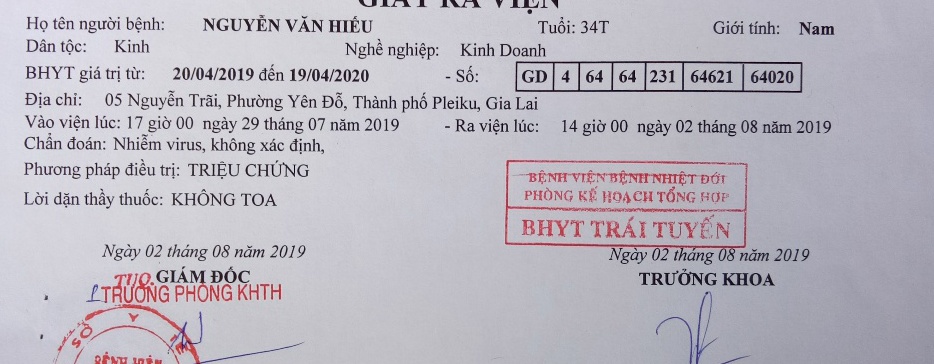 GIẤY RA VIỆN
Họ tên người bệnh: NGUYỄN VĂN HIẾU Tuổi: 34T Giới tính: Nam
Dân tộc: Kinh Nghề nghiệp: Kinh Doanh
BHYT giá trị từ: 20/04/2019 đến 19/04/2020 - Số: GD 4 64 64 231 64621 64020
Địa chỉ: 05 Nguyễn Trãi, Phường Yên Đỗ, Thành phố Pleiku, Gia Lai
Vào viện lúc: 17 giờ 00 ngày 29 tháng 07 năm 2019 - Ra viện lúc: 14 giờ 00 ngày 02 tháng 08 năm 2019
Chẩn đoán: Nhiễm virus, không xác định,
Phương pháp điều trị: TRIỆU CHỨNG
Lời dặn thầy thuốc: KHÔNG TOA
BỆNH VIỆN BỆNH NHIỆT ĐỚI
PHÒNG KẾ HOẠCH TỔNG HỢP
BHYT TRÁI TUYẾN
Ngày 02 tháng 08 năm 2019 Ngày 02 tháng 08 năm 2019
TUQ. GIÁM ĐỐC TRƯỞNG KHOA
TRƯỞNG PHÒNG KHTH
SỞ Y
BỆNH VIỆN